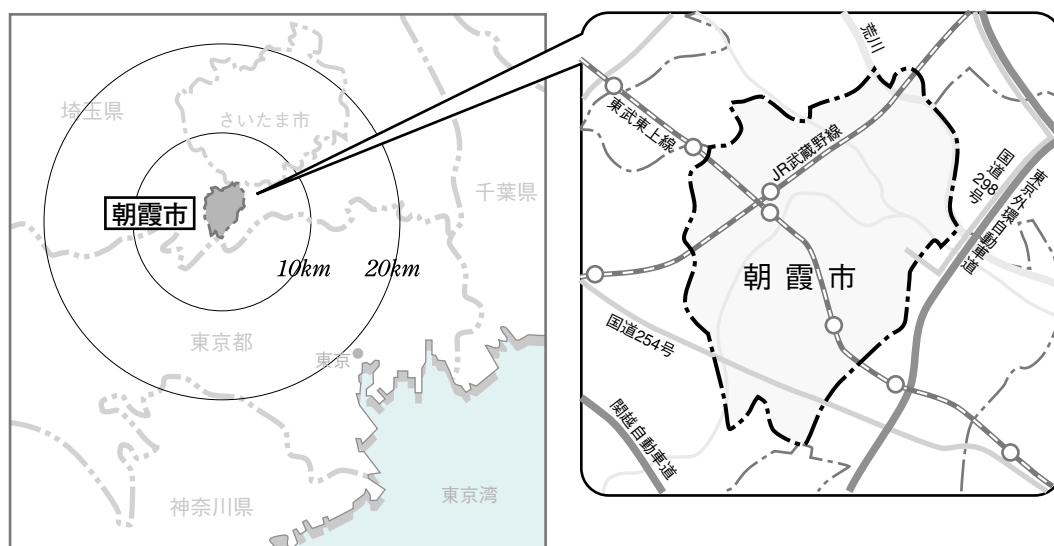 埼玉県
さいたま市
千葉県
朝霞市
10km
20km
東京都
東京
神奈川県
東京湾
荒川
東武東上線
JR武蔵野線
国道298号
東京外環自動車道
朝霞市
国道254号
関越自動車道